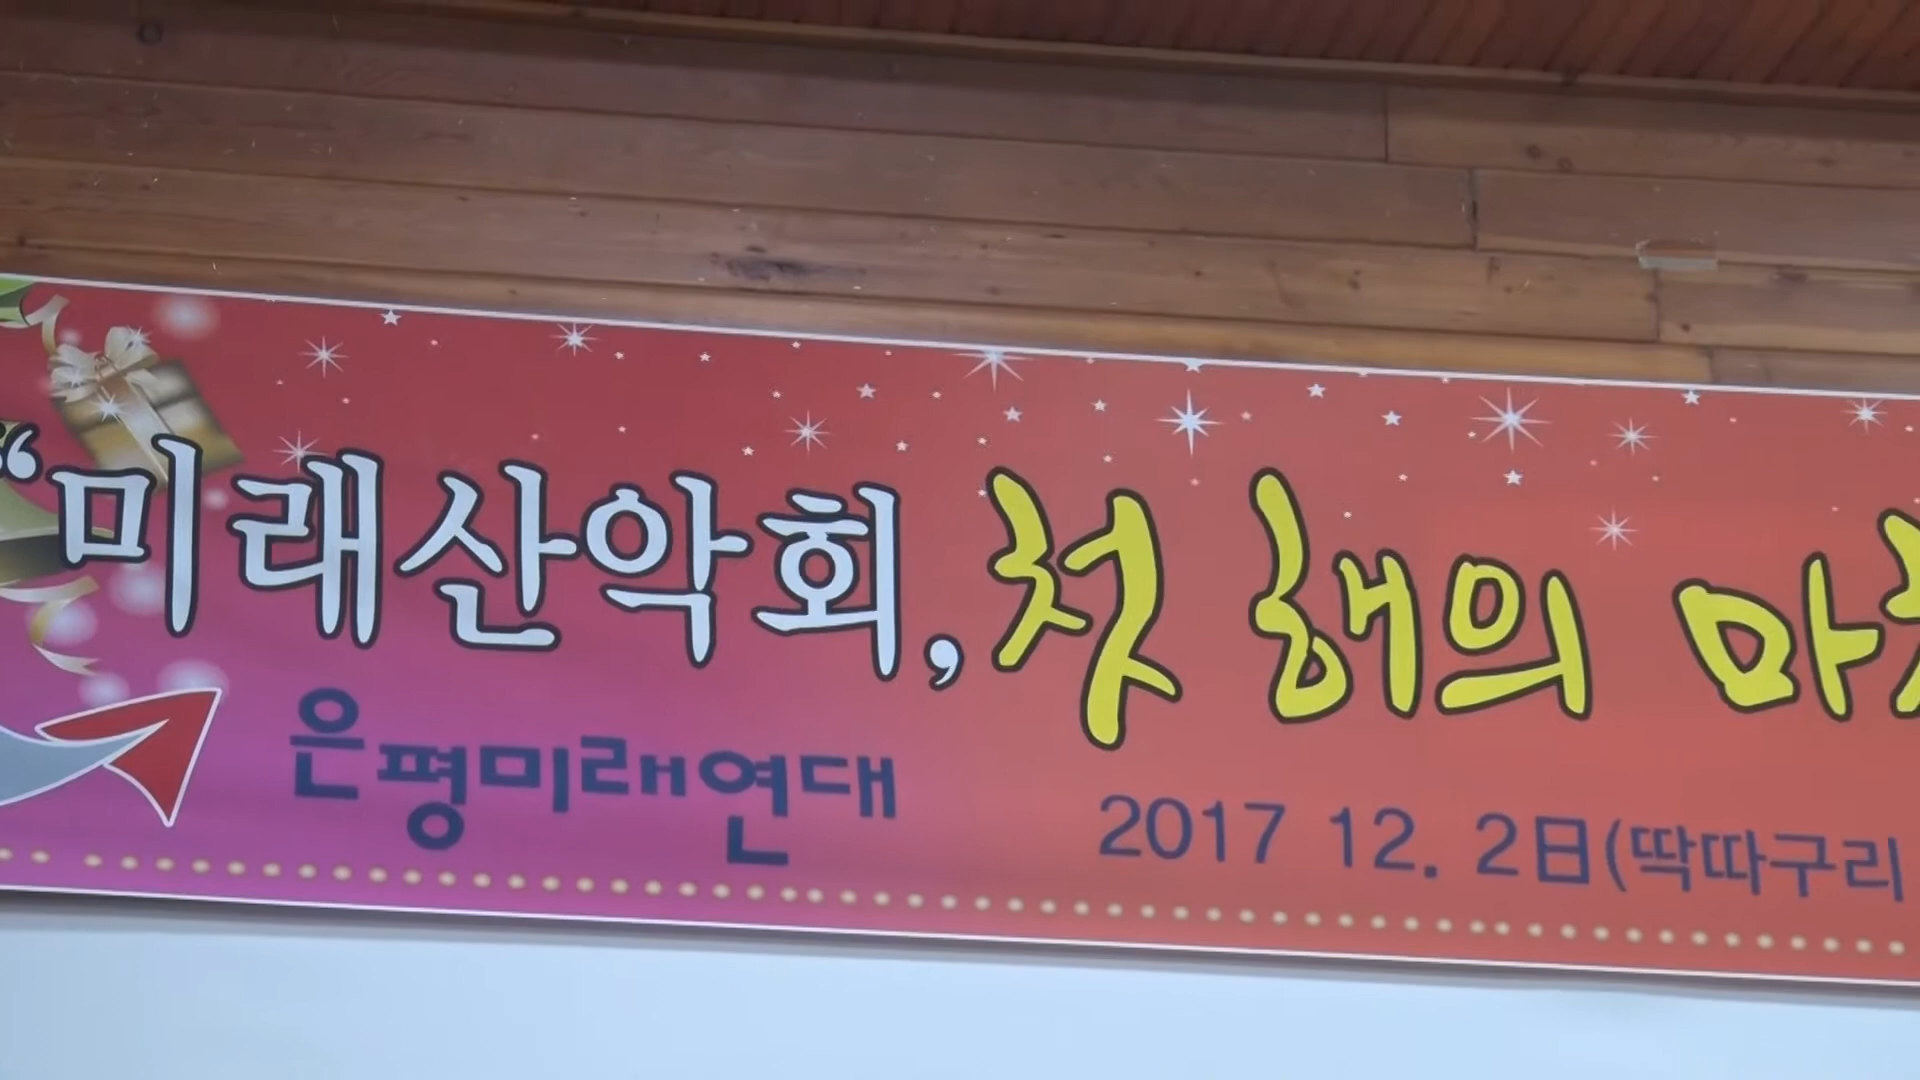 “미래산악회, 첫 해의
은평미래연대
2017 12. 2日(딱따구리